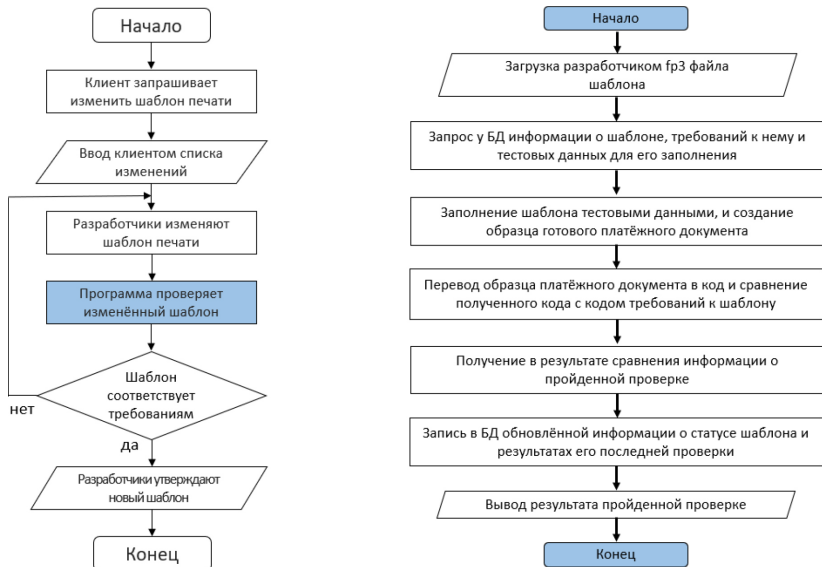 Начало
Клиент запрашивает
изменить шаблон печати
Ввод клиентом списка
изменений
Разработчики изменяют
шаблон печати
Программа проверяет
изменённый шаблон
Шаблон
соответствует
требованиям
нет
да
Разработчики утверждают
новый шаблон
Конец
Начало
Загрузка разработчиком fp3 файла
шаблона
Запрос у БД информации о шаблоне, требований к нему и
тестовых данных для его заполнения
Заполнение шаблона тестовыми данными, и создание
образца готового платёжного документа
Перевод образца платёжного документа в код и сравнение
полученного кода с кодом требований к шаблону
Получение в результате сравнения информации о
пройденной проверке
Запись в БД обновлённой информации о статусе шаблона и
результатах его последней проверки
Вывод результата пройденной проверке
Конец